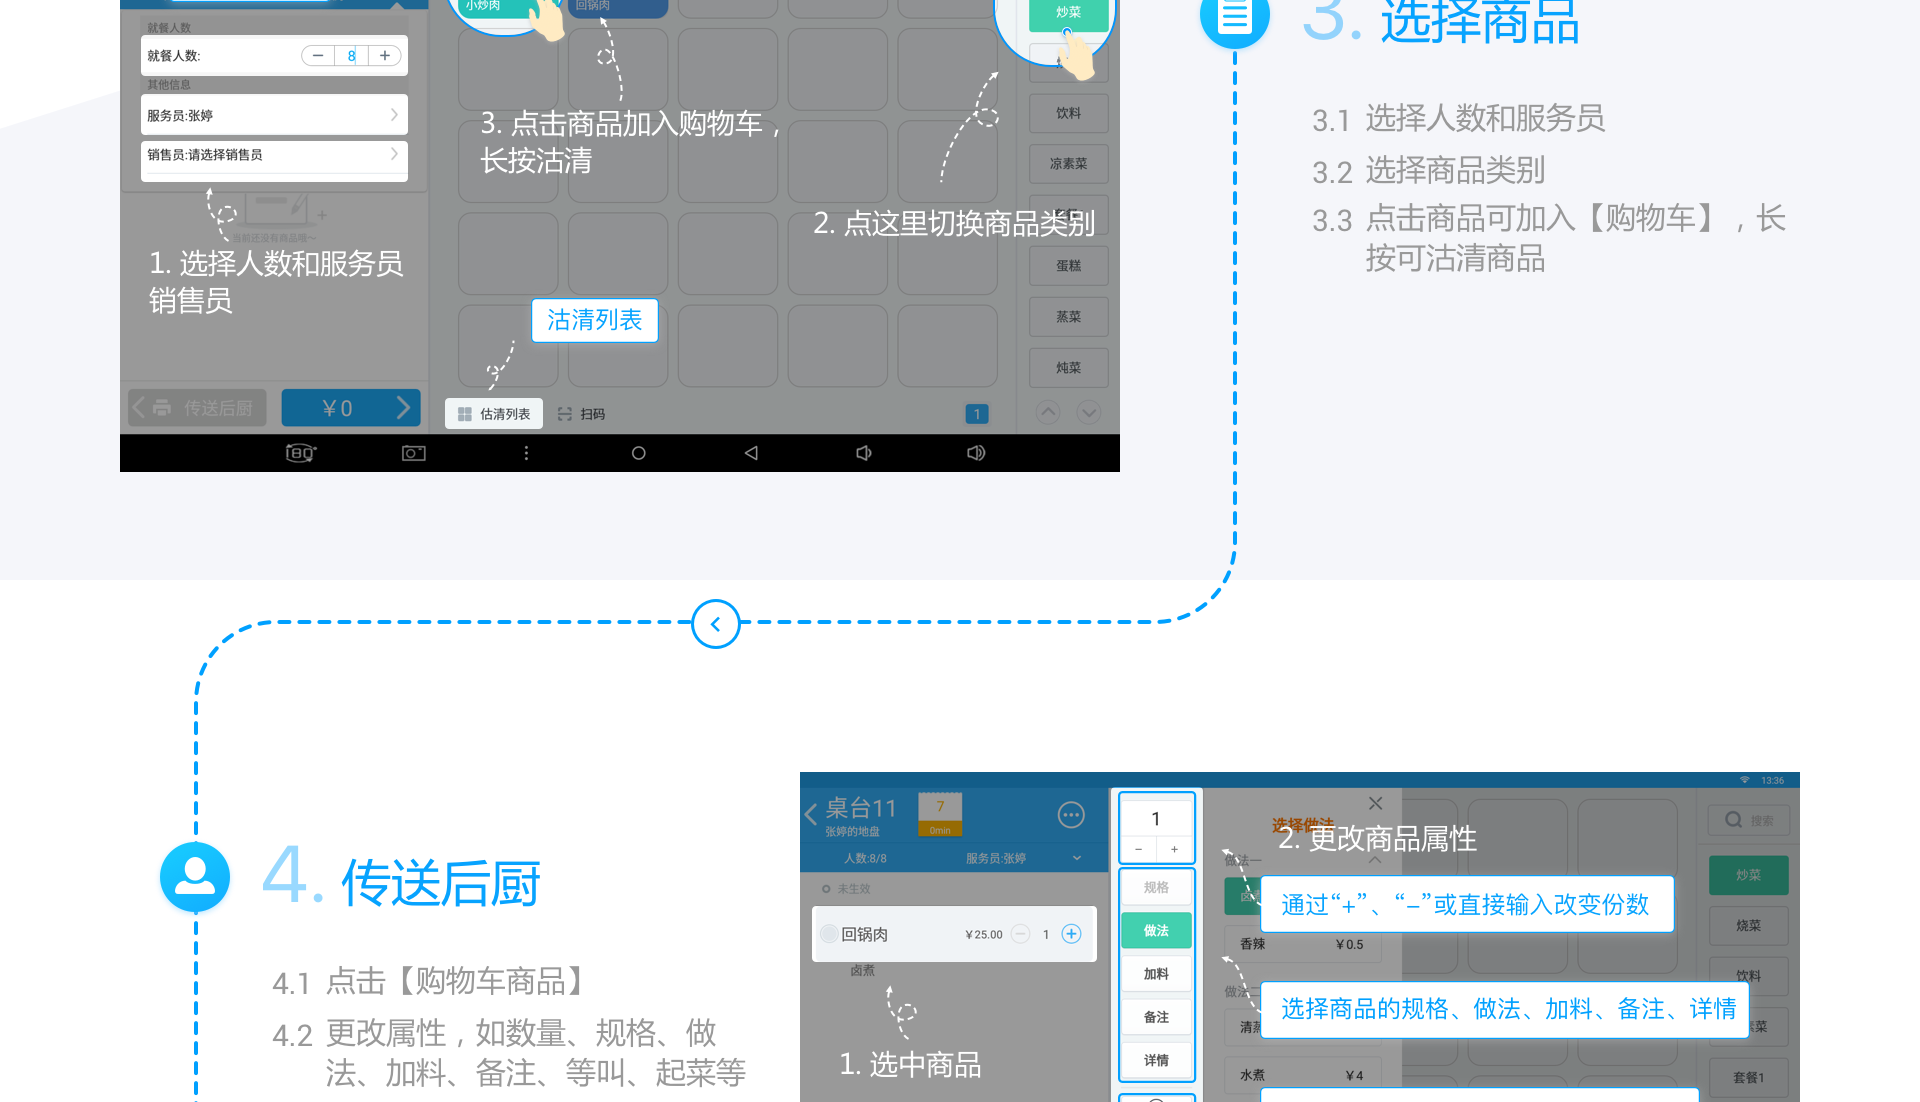 小炒肉
回锅肉
炒菜
3. 选择商品
就餐人数
就餐人数:
－ 8 ＋
其他信息
服务员:张婷
销售员:请选择销售员
当前还没有商品哦～
1. 选择人数和服务员
销售员
3. 点击商品加入购物车，
长按沽清
2. 点这里切换商品类别
饮料
凉素菜
蛋糕
蒸菜
炖菜
沽清列表
传送后厨
￥0
估清列表
扫码
1
180°
3.1 选择人数和服务员
3.2 选择商品类别
3.3 点击商品可加入【购物车】，长
按可沽清商品
4. 传送后厨
4.1 点击【购物车商品】
4.2 更改属性，如数量、规格、做
法、加料、备注、等叫、起菜等
13:36
桌台11
张婷的地盘
7
0min
人数:8/8
服务员:张婷
未生效
回锅肉
￥25.00
1
卤煮
1. 选中商品
1
- +
规格
做法
加料
备注
详情
选择做法
2. 更改商品属性
做法一
通过“+”、“−”或直接输入改变份数
香辣 ￥0.5
做法二
选择商品的规格、做法、加料、备注、详情
水煮 ￥4
搜索
炒菜
烧菜
饮料
套餐1